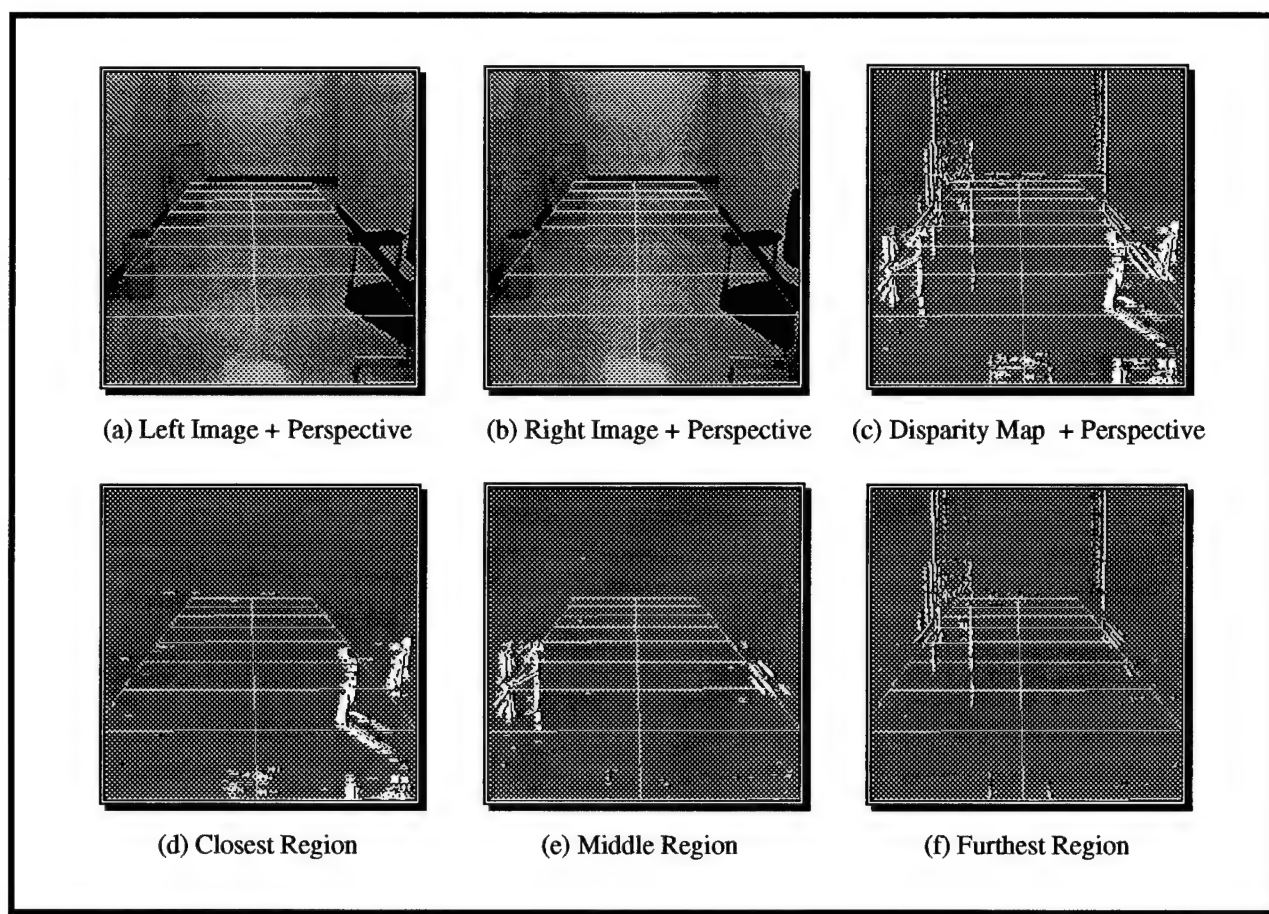 (a) Left Image + Perspective
(b) Right Image + Perspective
(c) Disparity Map + Perspective
(d) Closest Region
(e) Middle Region
(f) Furthest Region